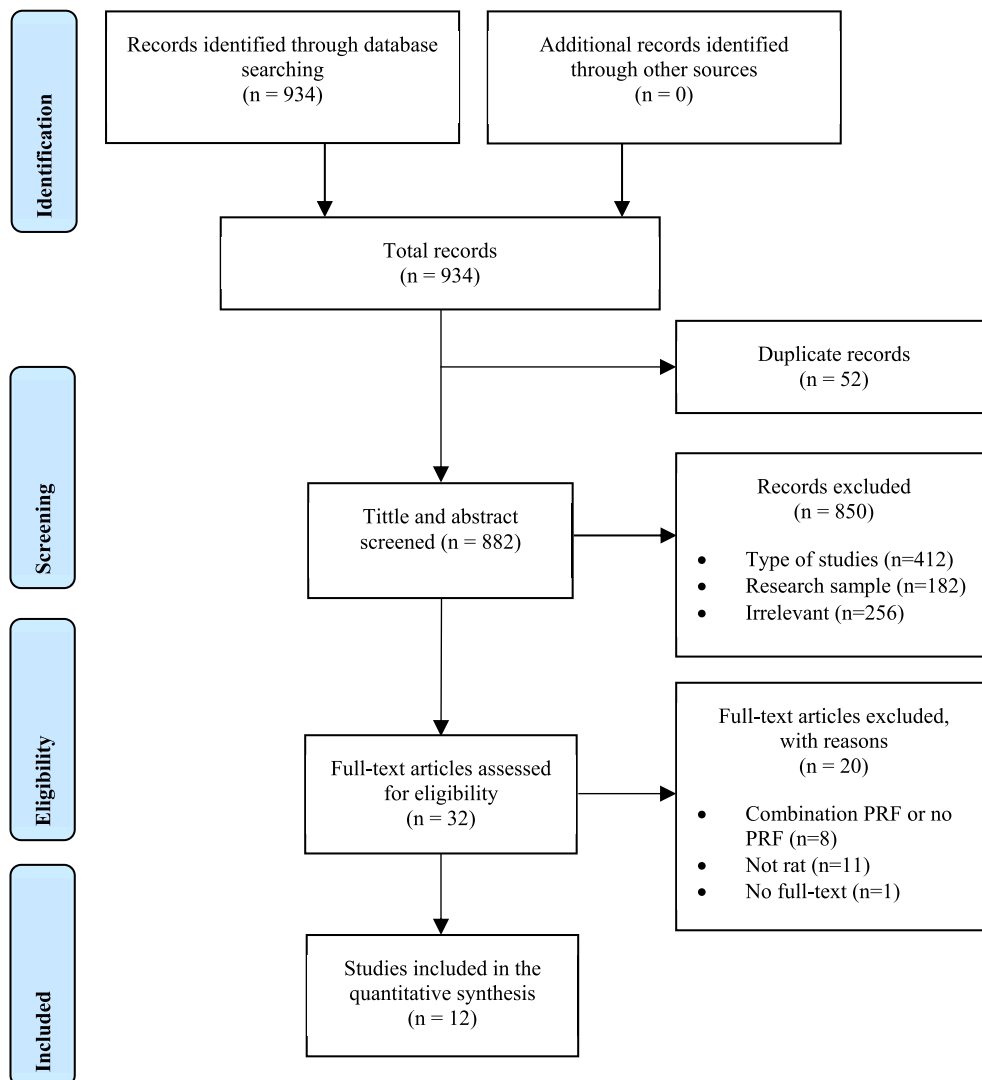 Identification
Records identified through database
searching
(n = 934)
Additional records identified
through other sources
(n = 0)
Total records
(n = 934)
Duplicate records
(n = 52)
Screening
Tittle and abstract
screened (n = 882)
Records excluded
(n = 850)
• Type of studies (n=412)
• Research sample (n=182)
• Irrelevant (n=256)
Eligibility
Full-text articles assessed
for eligibility
(n = 32)
Full-text articles excluded,
with reasons
(n = 20)
• Combination PRF or no
PRF (n=8)
• Not rat (n=11)
• No full-text (n=1)
Included
Studies included in the
quantitative synthesis
(n = 12)